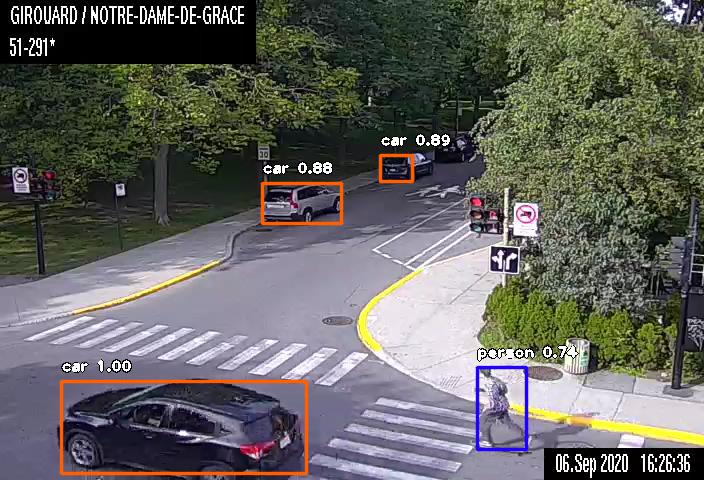 GIROUARD / NOTRE-DAME-DE-GRACE
51-291*
car 0.89
car 0.88
30
person 0.74
car 1.00
06.Sep 2020 16:26:36